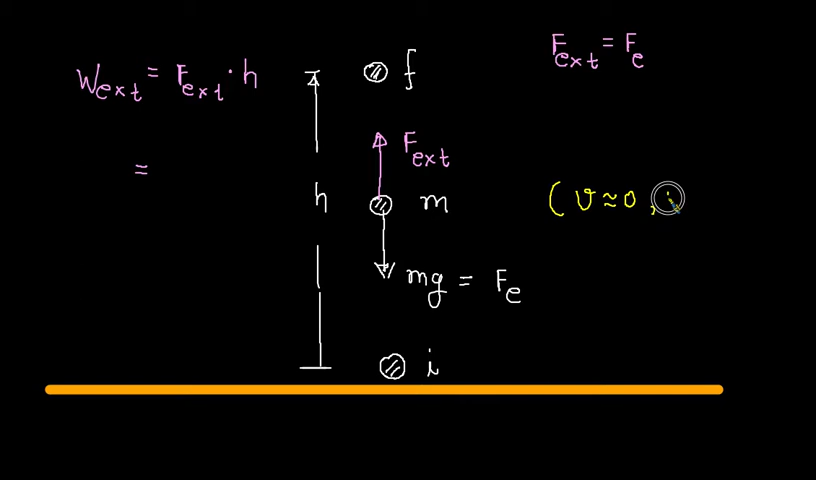 W_ext = F_ext · h
f
F_ext = F_e
F_ext
=
h
m
( v ≈ 0 ,
mg = F_e
i